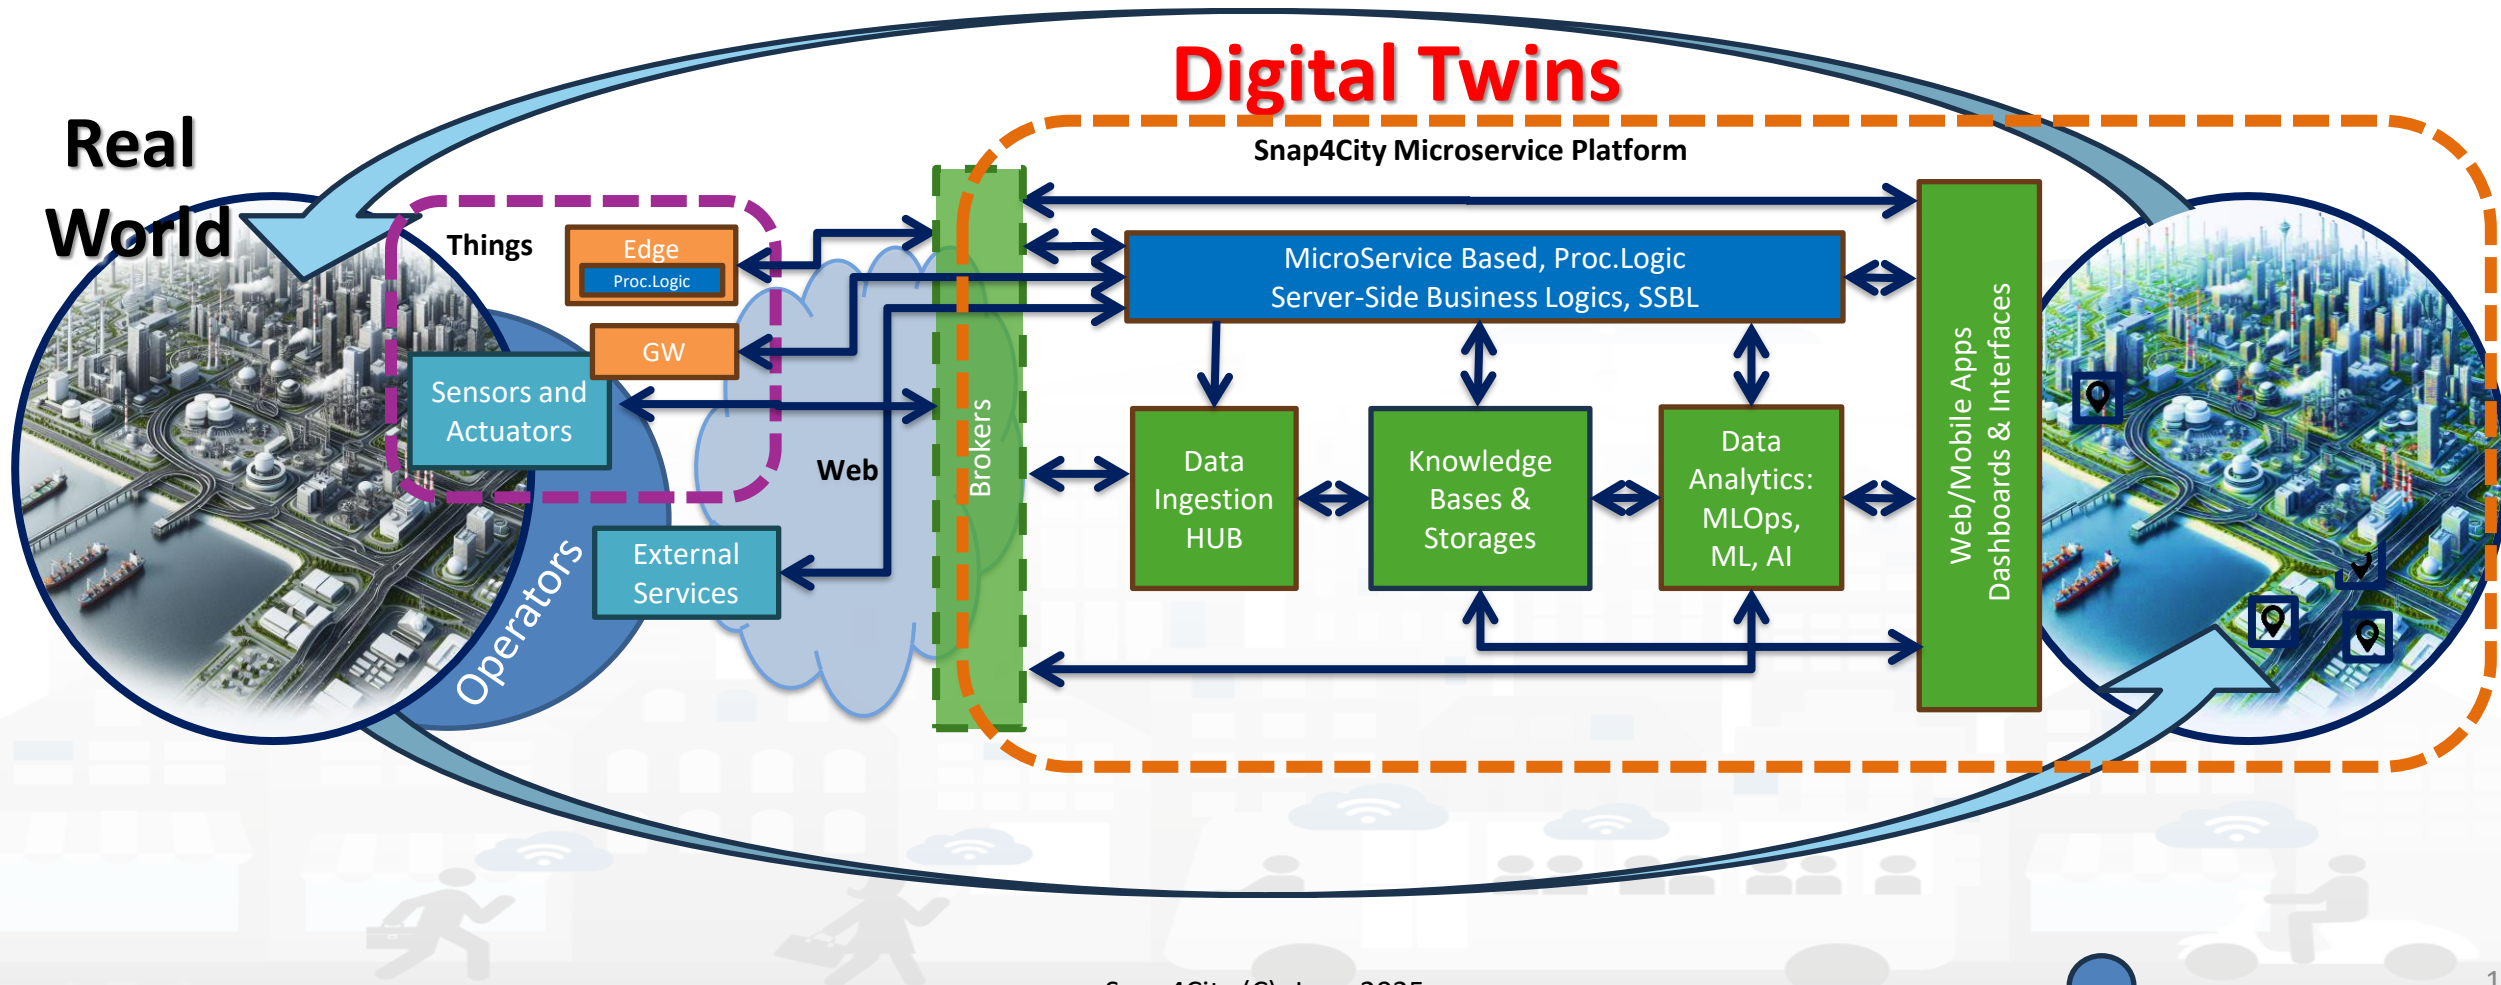 Digital Twins
Real
World
Snap4City Microservice Platform
Things
Edge
Proc.Logic
GW
Sensors and
Actuators
Web
External
Services
Operators
Brokers
MicroService Based, Proc.Logic
Server-Side Business Logics, SSBL
Data
Ingestion
HUB
Knowledge
Bases &
Storages
Data
Analytics:
MLOps,
ML, AI
Web/Mobile Apps
Dashboards & Interfaces
1